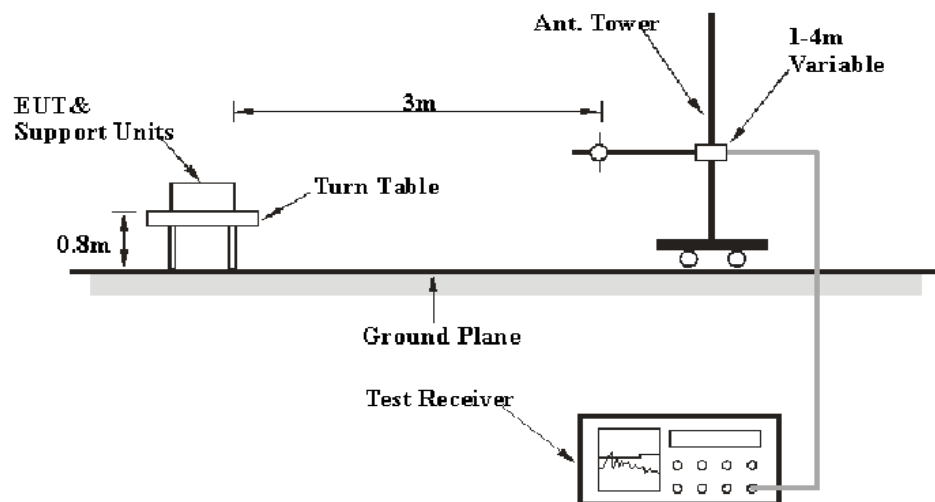 Ant. Tower
1-4m
Variable
EUT&
Support Units
3m
Turn Table
0.8m
Ground Plane
Test Receiver